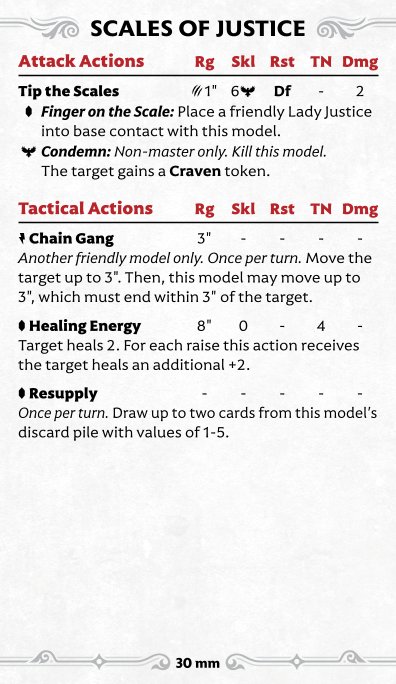 SCALES OF JUSTICE
Attack Actions Rg Skl Rst TN Dmg
Tip the Scales 1" 6 Df - 2
Finger on the Scale: Place a friendly Lady Justice
into base contact with this model.
Condemn: Non-master only. Kill this model.
The target gains a Craven token.
Tactical Actions Rg Skl Rst TN Dmg
Chain Gang 3" - - - -
Another friendly model only. Once per turn. Move the
target up to 3". Then, this model may move up to
3", which must end within 3" of the target.
Healing Energy 8" 0 - 4 -
Target heals 2. For each raise this action receives
the target heals an additional +2.
Resupply - - - - -
Once per turn. Draw up to two cards from this model's
discard pile with values of 1-5.
30 mm